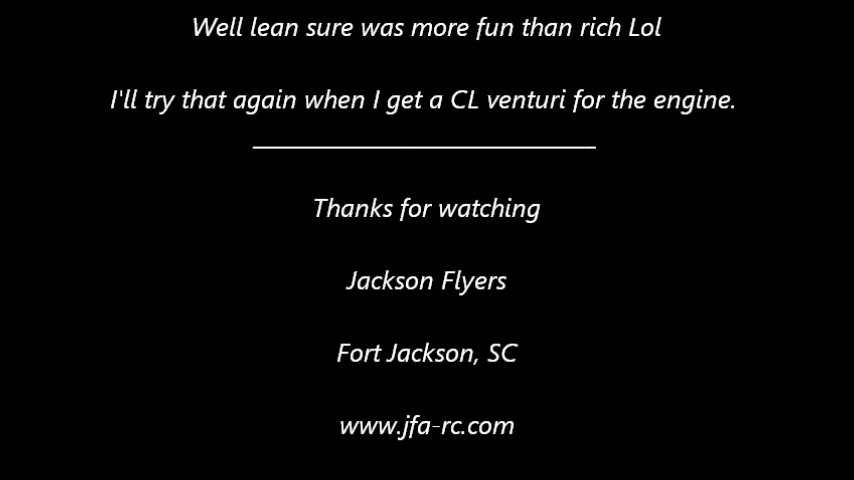 Well lean sure was more fun than rich Lol
I'll try that again when I get a CL venturi for the engine.
Thanks for watching
Jackson Flyers
Fort Jackson, SC
www.jfa-rc.com